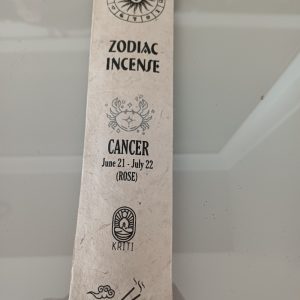 ZODIAC
INCENSE
CANCER
June 21 - July 22
(ROSE)
KRITI